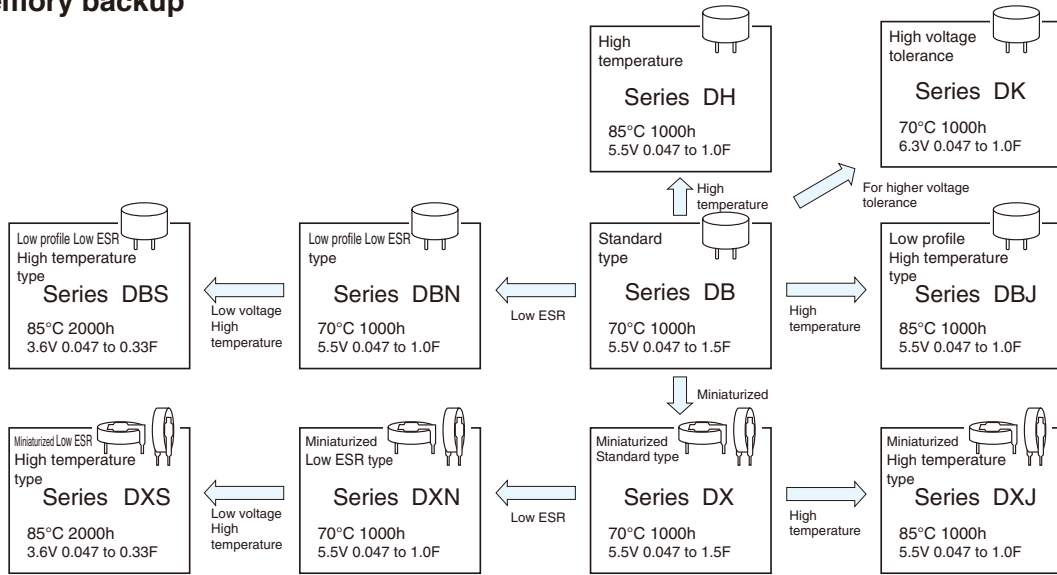 emory backup
High
temperature
Series DH
85°C 1000h
5.5V 0.047 to 1.0F
High voltage
tolerance
Series DK
70°C 1000h
6.3V 0.047 to 1.0F
High
temperature
For higher voltage
tolerance
Low profile Low ESR
High temperature
type
Series DBS
85°C 2000h
3.6V 0.047 to 0.33F
Low voltage
High
temperature
Low profile Low ESR
type
Series DBN
70°C 1000h
5.5V 0.047 to 1.0F
Low ESR
Standard
type
Series DB
70°C 1000h
5.5V 0.047 to 1.5F
High
temperature
Low profile
High temperature
type
Series DBJ
85°C 1000h
5.5V 0.047 to 1.0F
Miniaturized
Miniaturized Low ESR
High temperature
type
Series DXS
85°C 2000h
3.6V 0.047 to 0.33F
Low voltage
High
temperature
Miniaturized
Low ESR type
Series DXN
70°C 1000h
5.5V 0.047 to 1.0F
Low ESR
Miniaturized
Standard type
Series DX
70°C 1000h
5.5V 0.047 to 1.5F
High
temperature
Miniaturized
High temperature
type
Series DXJ
85°C 1000h
5.5V 0.047 to 1.0F